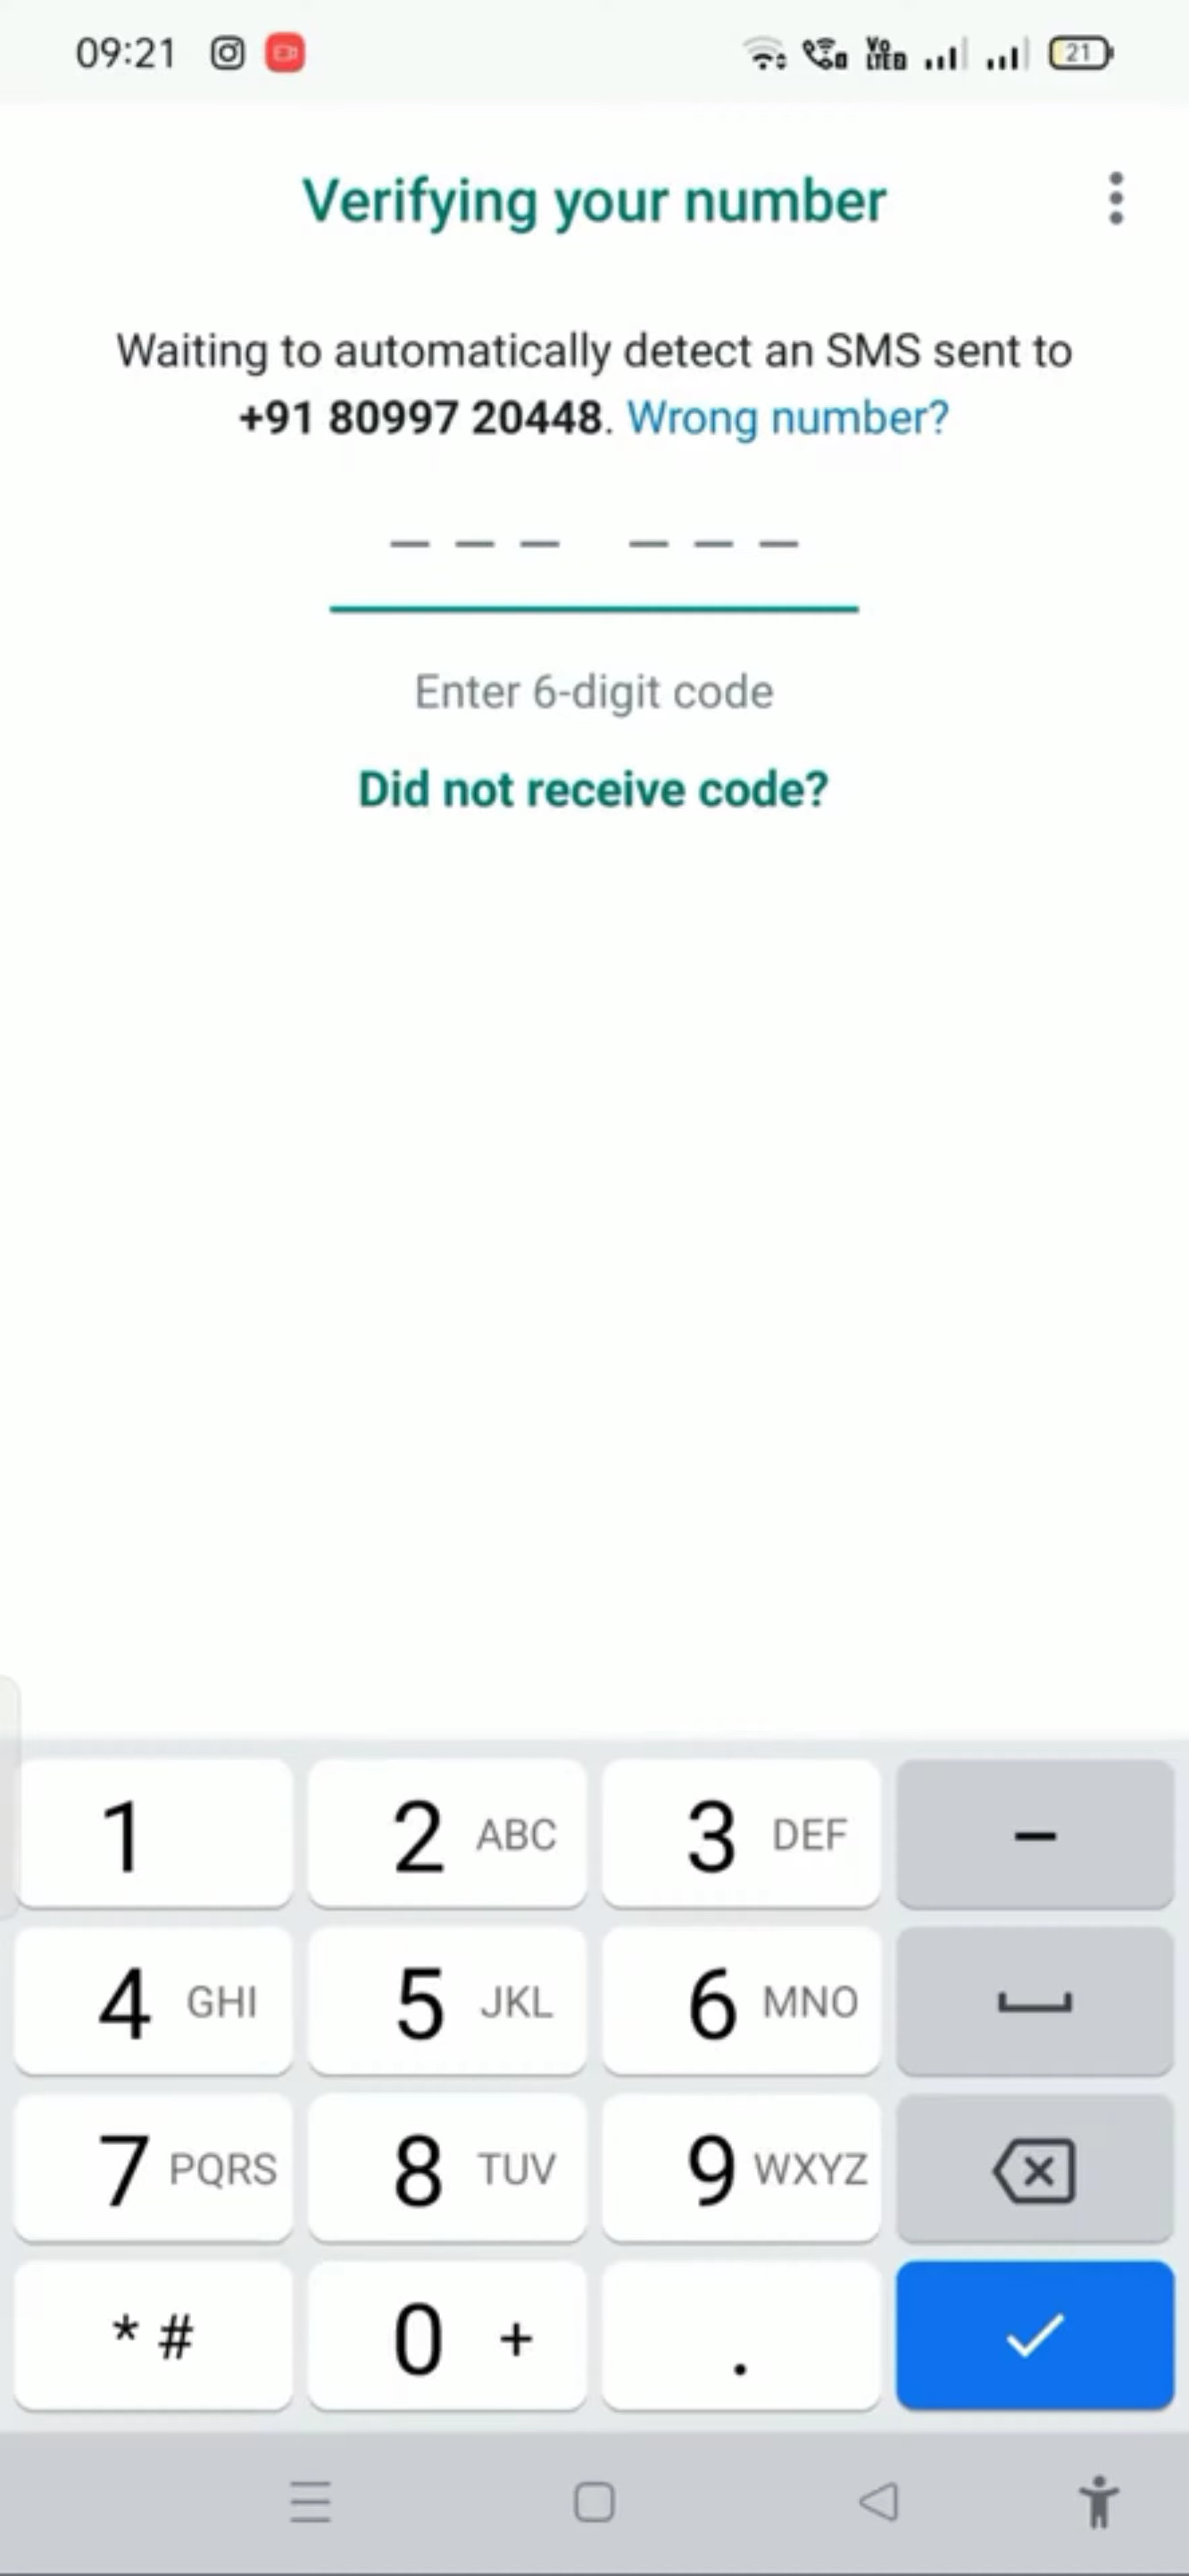 09:21
Vo
LTE2
21
Verifying your number
Waiting to automatically detect an SMS sent to
+91 80997 20448. Wrong number?
Enter 6-digit code
Did not receive code?
1 2 ABC 3 DEF –
4 GHI 5 JKL 6 MNO
7 PQRS 8 TUV 9 WXYZ
* # 0 + .